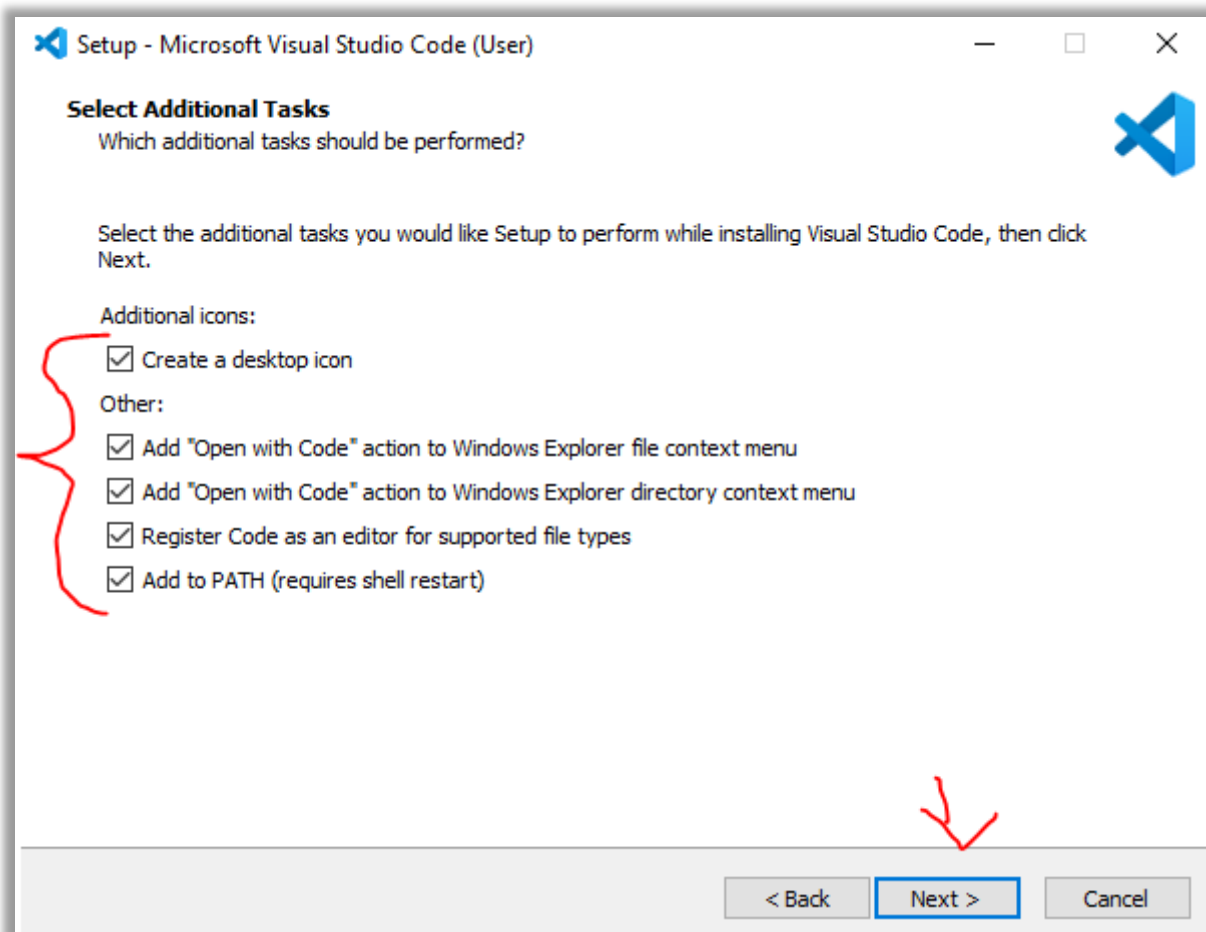 Setup - Microsoft Visual Studio Code (User)
Select Additional Tasks
Which additional tasks should be performed?
Select the additional tasks you would like Setup to perform while installing Visual Studio Code, then click
Next.
Additional icons:
Create a desktop icon
Other:
Add "Open with Code" action to Windows Explorer file context menu
Add "Open with Code" action to Windows Explorer directory context menu
Register Code as an editor for supported file types
Add to PATH (requires shell restart)
< Back Next > Cancel